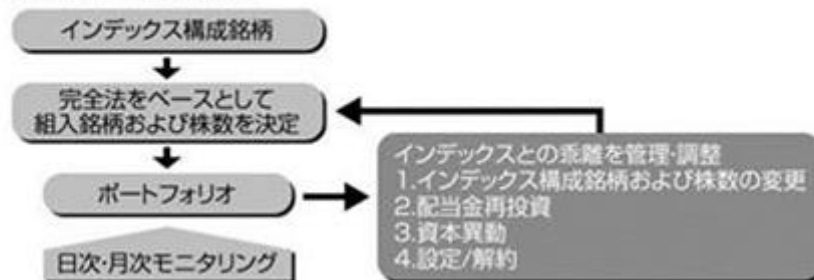 インデックス構成銘柄
完全法をベースとして
組入銘柄および株数を決定
ポートフォリオ
日次・月次モニタリング
インデックスとの乖離を管理・調整
1.インデックス構成銘柄および株数の変更
2.配当金再投資
3.資本異動
4.設定/解約